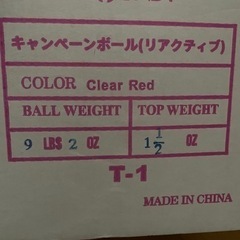 キャンペーンボール(リアクティブ)
COLOR Clear Red
BALL WEIGHT TOP WEIGHT
9 LBS 2 OZ 1 1/2 OZ
T-1
MADE IN CHINA